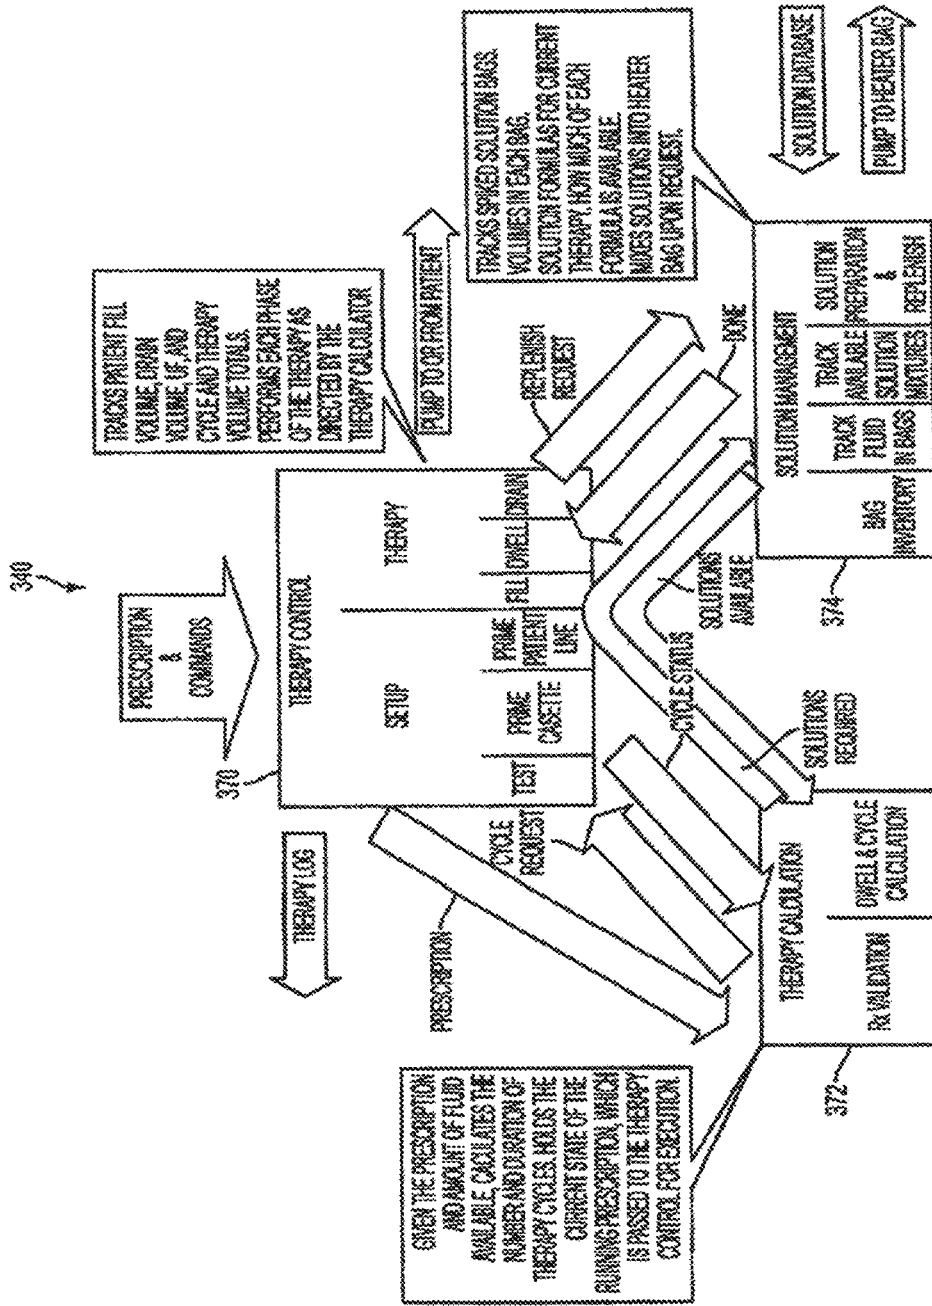 340
PRESCRIPTION
&
COMMANDS
370
THERAPY LOG
THERAPY CONTROL
SETUP
THERAPY
TEST
PRIME
CASETTE
PRIME
PATIENT
LINE
FILL
DWELL
DRAIN
TRACKS PATIENT FILL
VOLUME, DRAIN
VOLUME, UF, AND
CYCLE AND THERAPY
VOLUME TOTALS.
PERFORMS EACH PHASE
OF THE THERAPY AS
DIRECTED BY THE
THERAPY CALCULATOR
PUMP TO OR FROM PATIENT
PRESCRIPTION
CYCLE
REQUEST
CYCLE STATUS
SOLUTIONS
REQUIRED
SOLUTIONS
AVAILABLE
REPLENISH
REQUEST
DONE
GIVEN THE PRESCRIPTION
AND AMOUNT OF FLUID
AVAILABLE, CACULATES THE
NUMBER AND DURATION OF
THERAPY CYCLES. HOLDS THE
CURRENT STATE OF THE
RUNNING PRESCRIPTION, WHICH
IS PASSED TO THE THERAPY
CONTROL FOR EXECUTION.
372
THERAPY CALCULATION
Rx VALIDATION
DWELL & CYCLE
CALCULATION
TRACKS SPIKED SOLUTION BAGS.
VOLUMES IN EACH BAG.
SOLUTION FORMULAS FOR CURRENT
THERAPY. HOW MUCH OF EACH
FORMULA IS AVAILABLE.
MIXES SOLUTIONS INTO HEATER
BAG UPON REQUEST.
374
SOLUTION MANAGEMENT
BAG
INVENTORY
TRACK
FLUID
IN BAGS
TRACK
AVAILABLE
SOLUTION
MIXTURES
SOLUTION
PREPARATION
&
REPLENISH
SOLUTION DATABASE
PUMP TO HEATER BAG